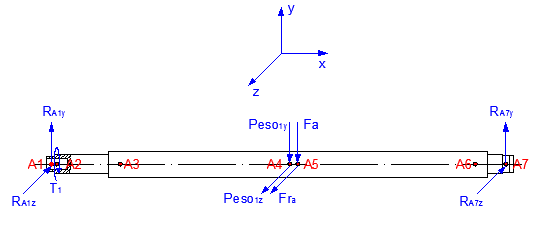 y
x
z
RA1y
Peso1y Fa
RA7y
A1 A2 A3 A4 A5 A6 A7
RA1z
T1
Peso1z Fra
RA7z